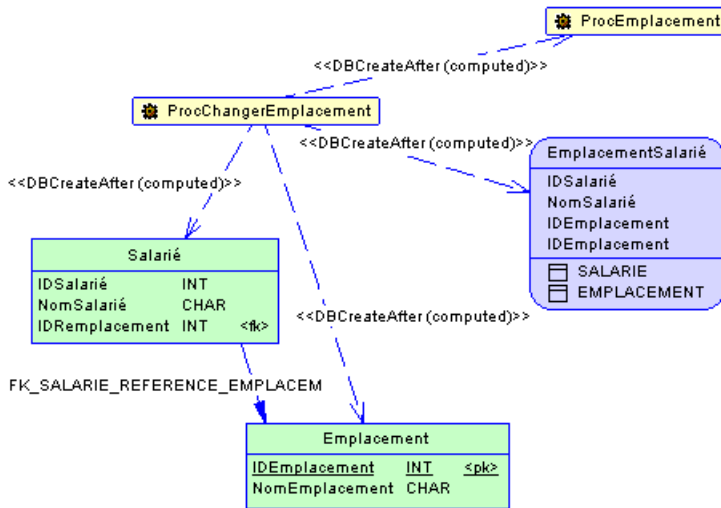 ProcEmplacement
<<DBCreateAfter (computed)>>
ProcChangerEmplacement
<<DBCreateAfter (computed)>>
<<DBCreateAfter (computed)>>
EmplacementSalarié
IDSalarié
NomSalarié
IDEmplacement
IDEmplacement
SALARIE
EMPLACEMENT
Salarié
IDSalarié INT
NomSalarié CHAR
IDRemplacement INT <fk>
<<DBCreateAfter (computed)>>
FK_SALARIE_REFERENCE_EMPLACEM
Emplacement
IDEmplacement INT <pk>
NomEmplacement CHAR